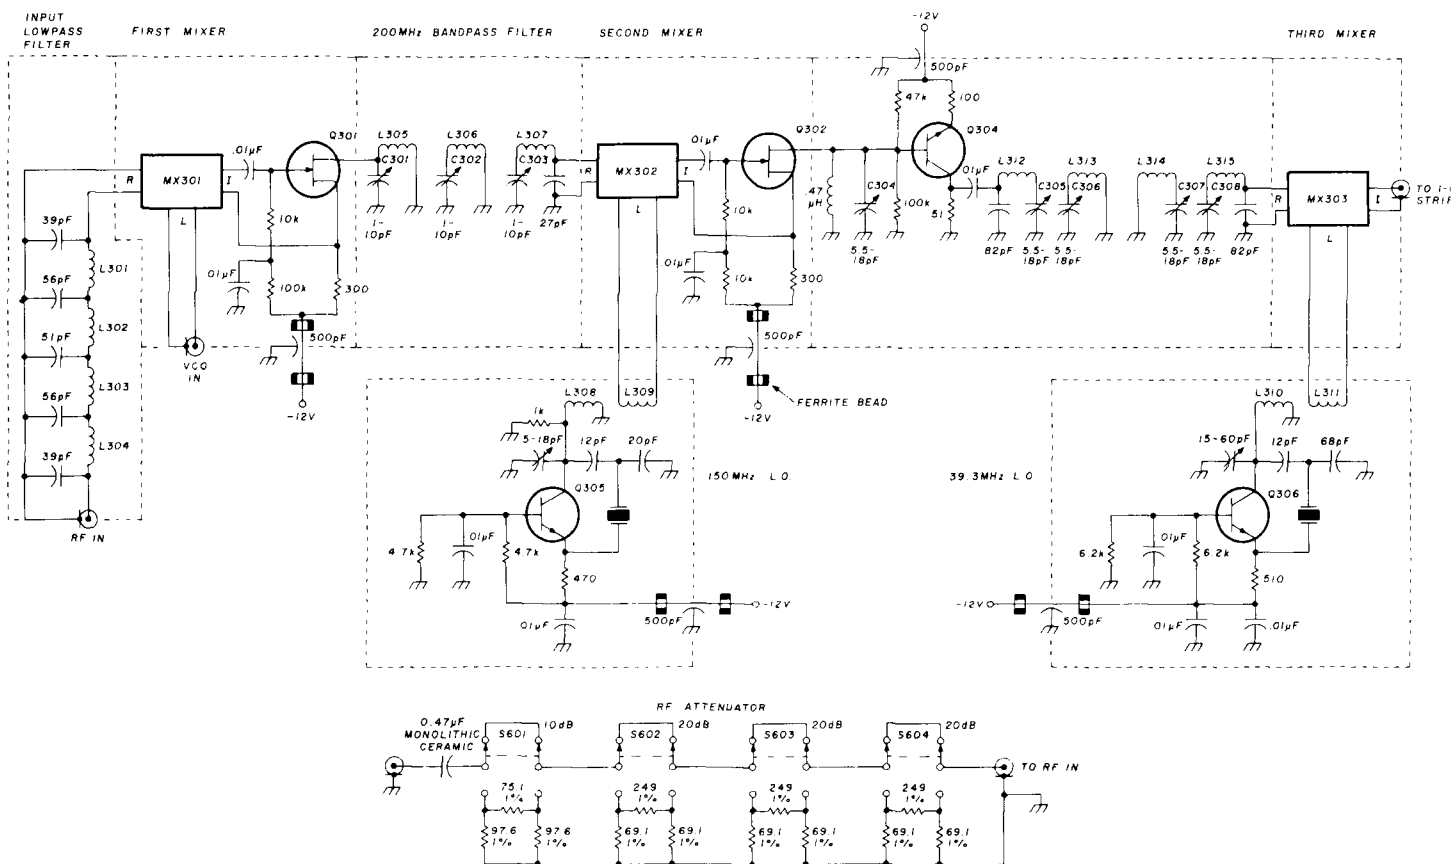 INPUT
LOWPASS
FILTER
FIRST MIXER
200MHz BANDPASS FILTER
SECOND MIXER
-12V
THIRD MIXER
500pF
47k
100
Q304
Q301
L305
L306
L307
Q302
.01µF
C301
C302
C303
.01µF
MX301
R
I
L
MX302
R
I
L
.01µF
L312
L313
L314
L315
C304
C305
C306
C307
C308
MX303
R
I
L
TO I-
STRIP
.47
µH
100k
51
39pF
10k
1-
10pF
1-
10pF
1-
10pF
27pF
10k
5.5-
18pF
82pF
5.5-
18pF
5.5-
18pF
5.5-
18pF
5.5-
18pF
82pF
L301
56pF
.01µF
100k
300
.01µF
10k
300
L302
51pF
500pF
500pF
VCO
IN
L303
56pF
-12V
L304
39pF
RF IN
-12V
FERRITE BEAD
L308
L309
1k
5-18pF
12pF
20pF
Q305
150MHz L.O
4.7k
.01µF
4.7k
470
-12V
.01µF
500pF
L310
L311
15-60pF
12pF
68pF
39.3MHz L.O
Q306
6.2k
.01µF
6.2k
510
-12V
500pF
.01µF
.01µF
RF ATTENUATOR
0.47µF
MONOLITHIC
CERAMIC
S601
10dB
S602
20dB
S603
20dB
S604
20dB
TO RF IN
75.1
1%
249
1%
249
1%
249
1%
97.6
1%
97.6
1%
69.1
1%
69.1
1%
69.1
1%
69.1
1%
69.1
1%
69.1
1%